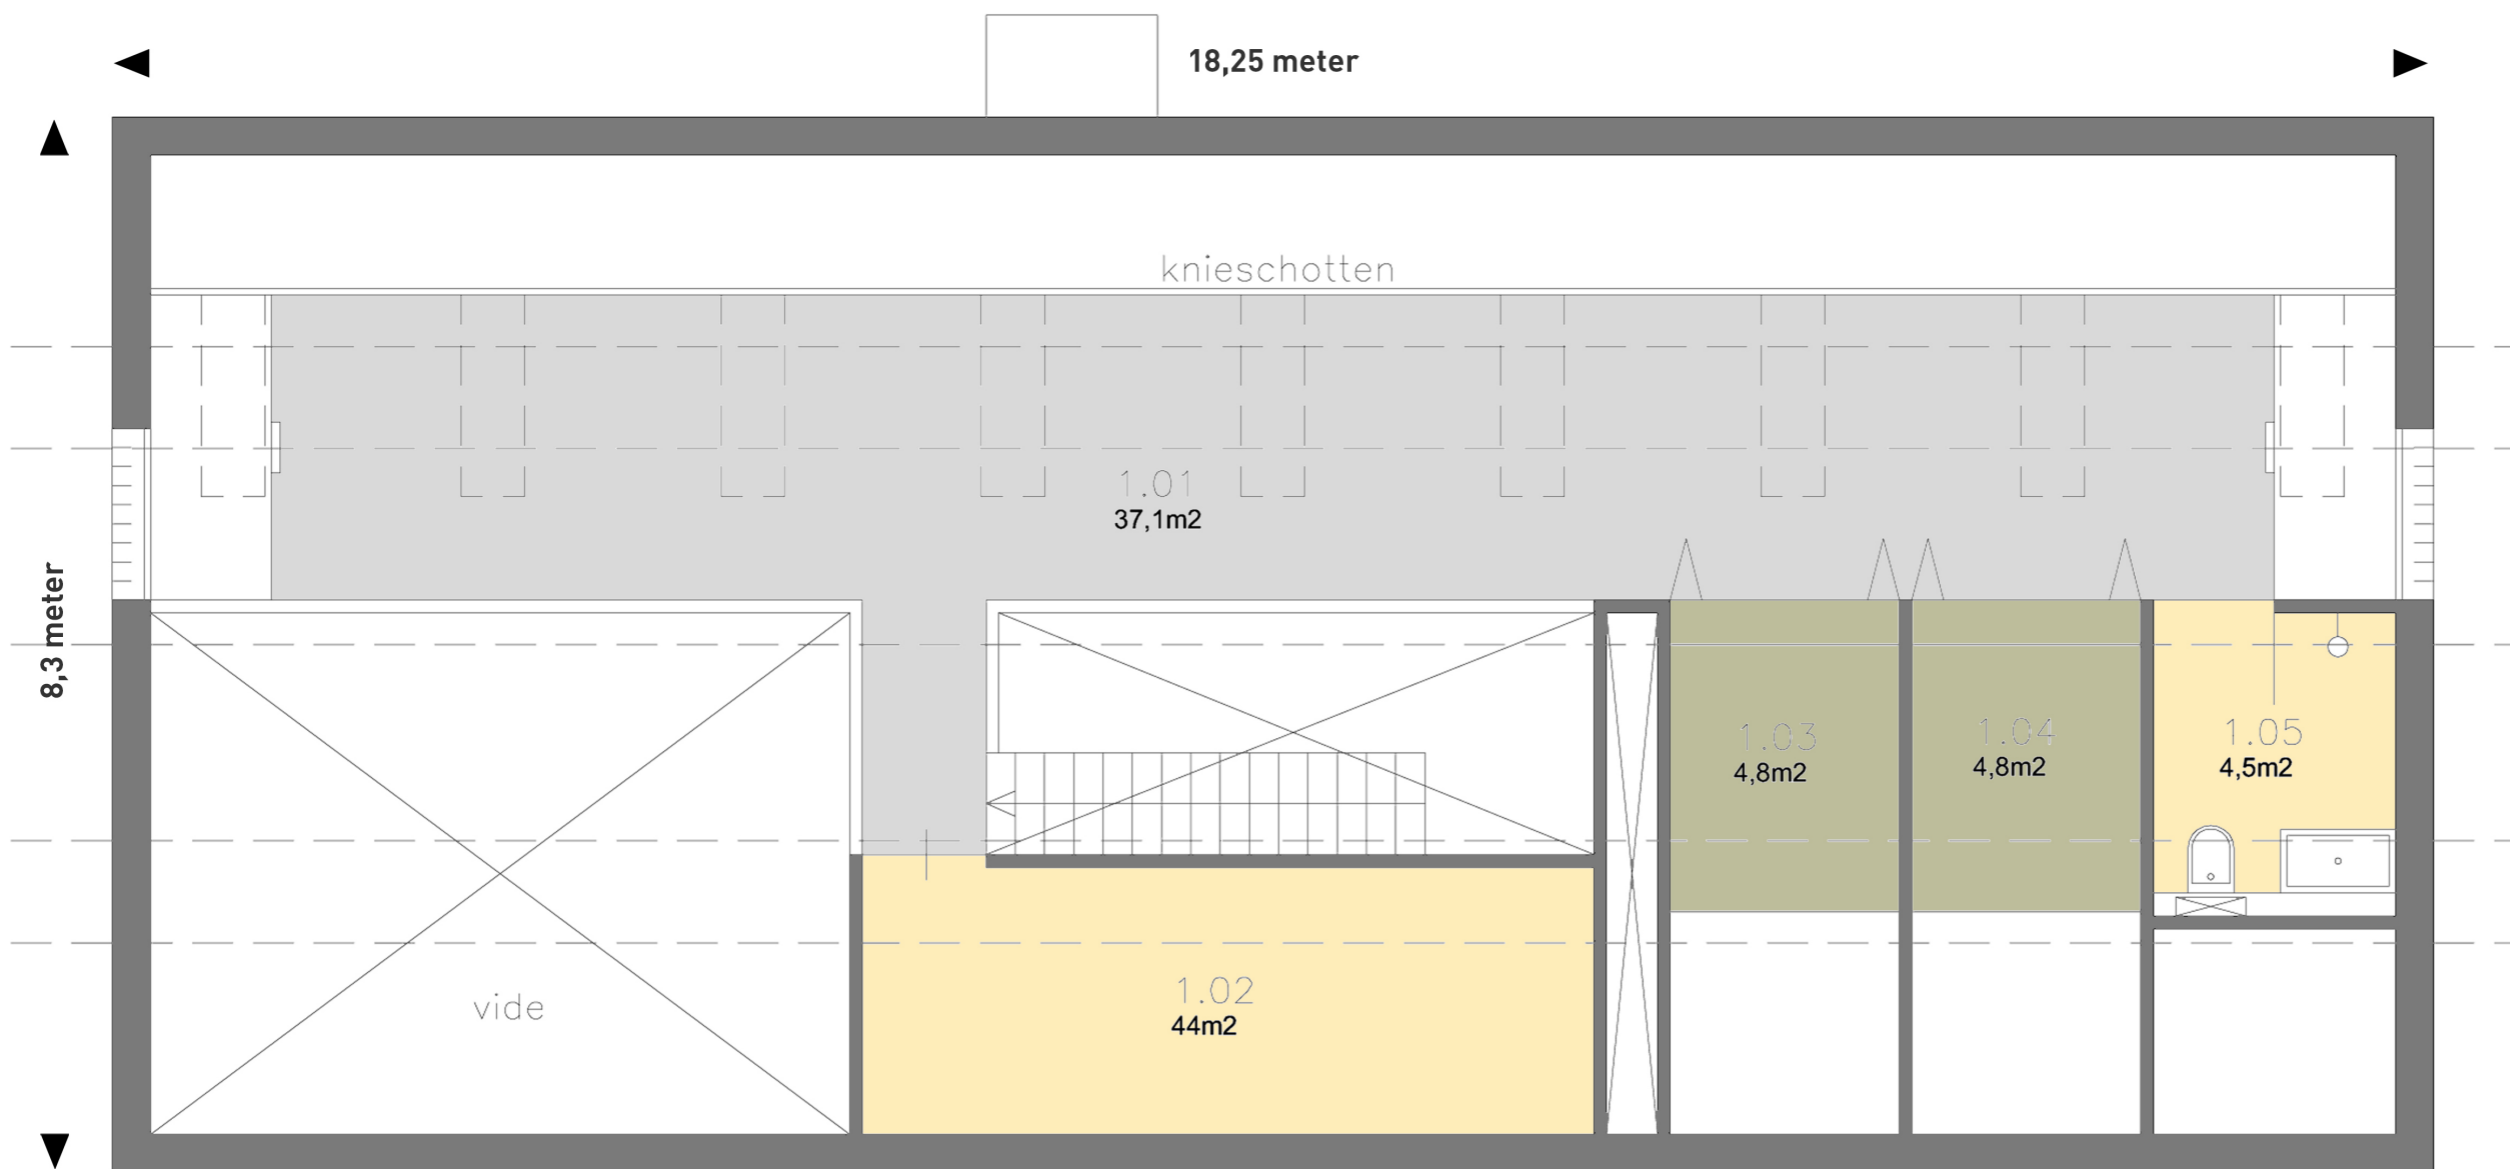 18,25 meter
8,3 meter
knieschotten
1.01
37,1m2
1.03
4,8m2
1.04
4,8m2
1.05
4,5m2
vide
1.02
44m2